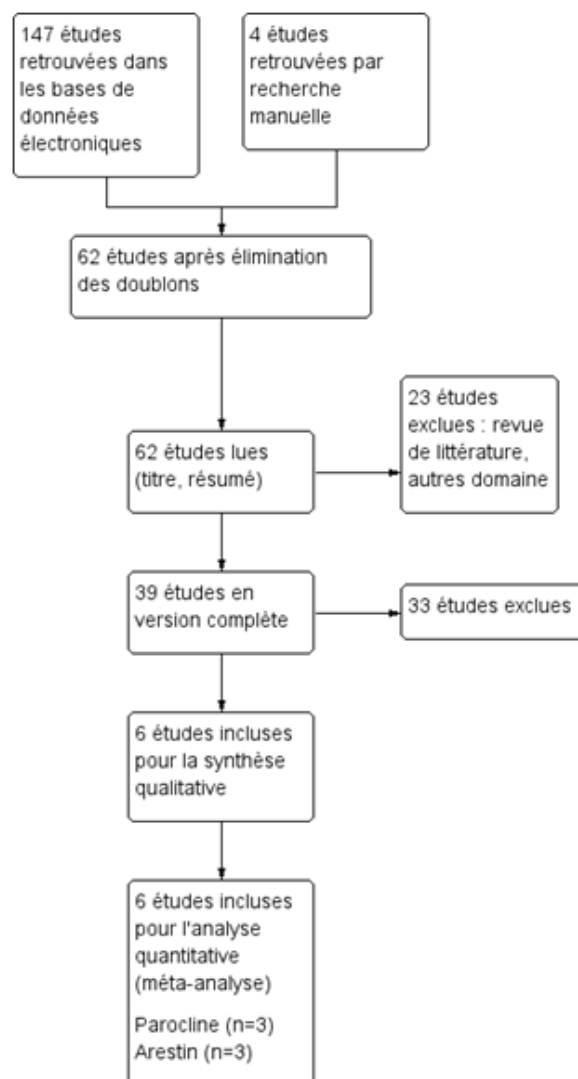 147 études
retrouvées dans
les bases de
données
électroniques
4 études
retrouvées par
recherche
manuelle
62 études après élimination
des doublons
62 études lues
(titre, résumé)
23 études
exclues : revue
de littérature,
autres domaine
39 études en
version complète
33 études exclues
6 études incluses
pour la synthèse
qualitative
6 études incluses
pour l'analyse
quantitative
(méta-analyse)
Parocline (n=3)
Arestin (n=3)